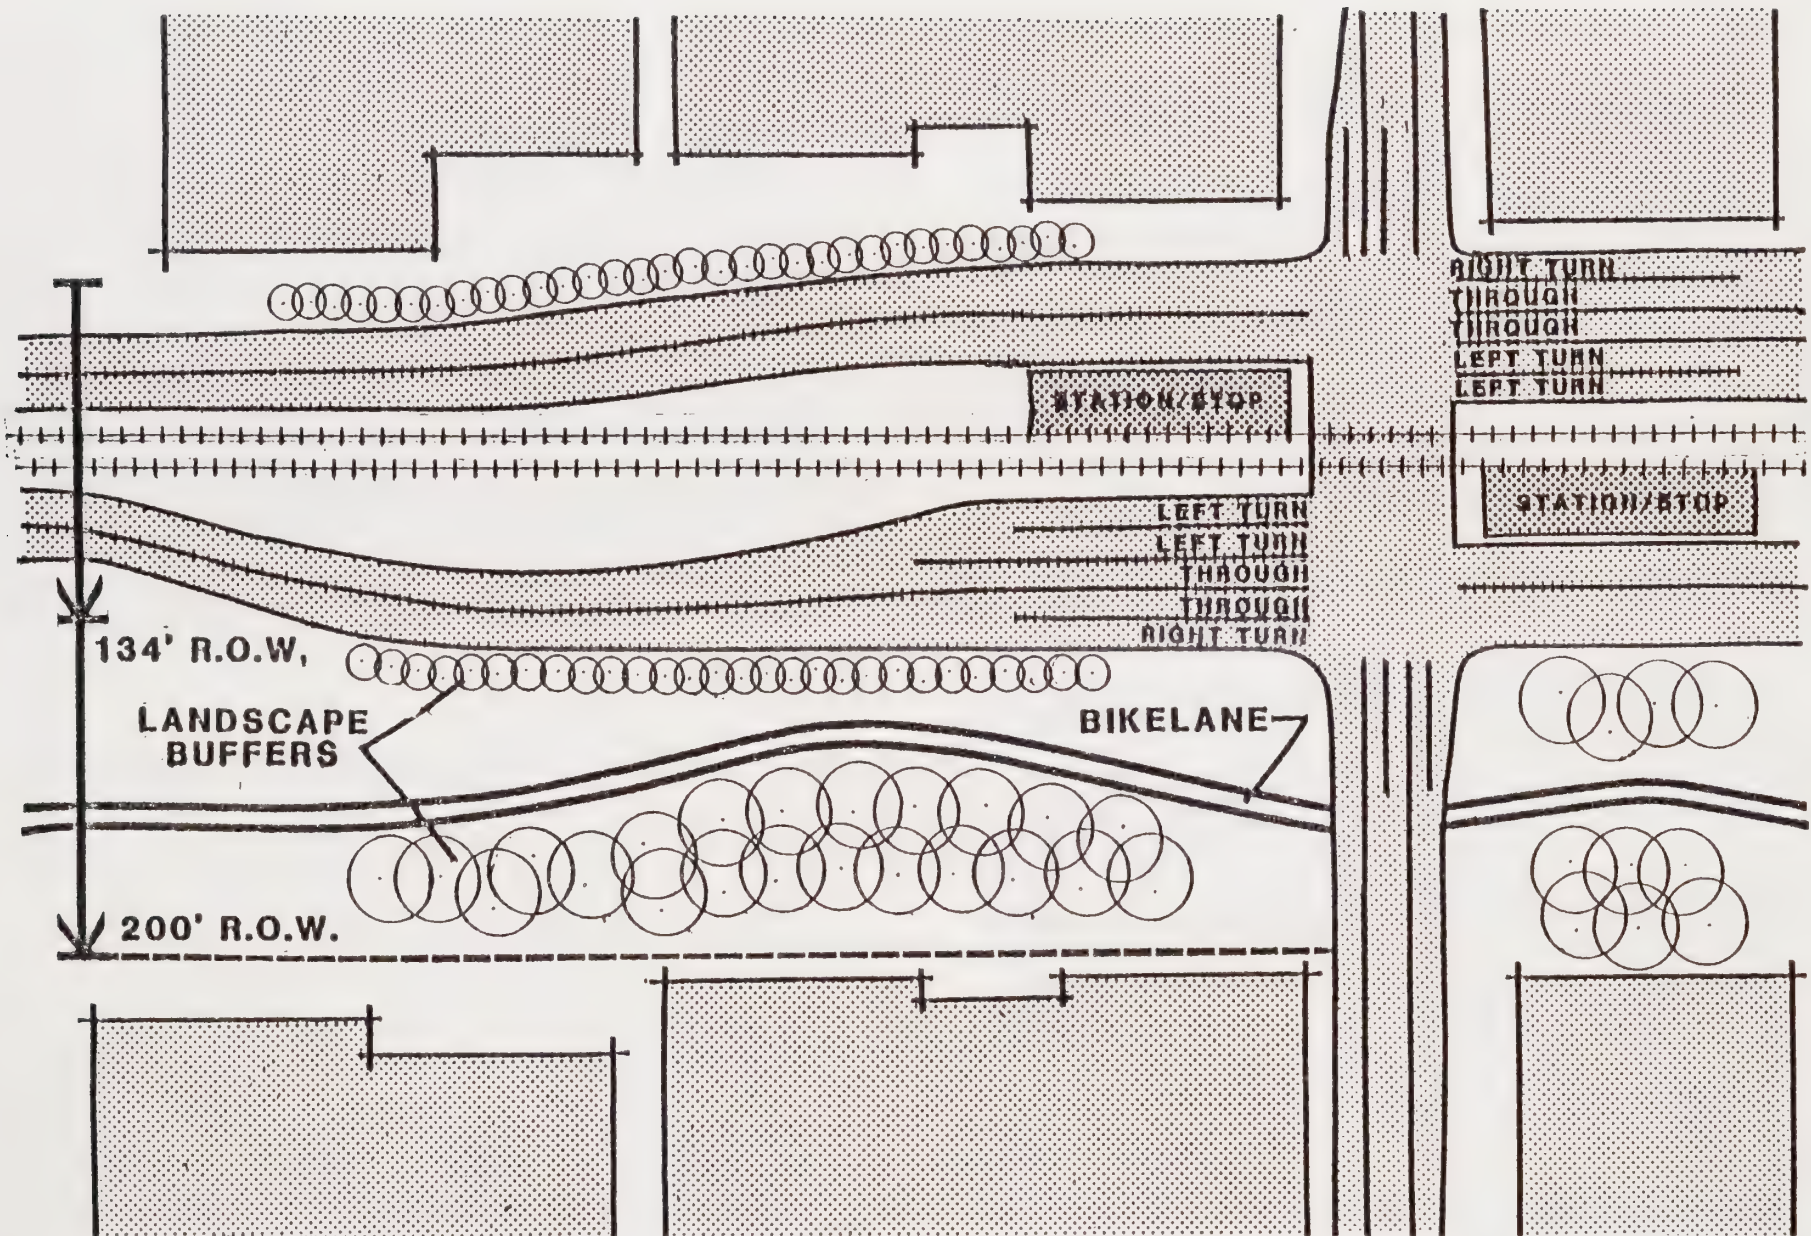 RIGHT TURN
THROUGH
THROUGH
LEFT TURN
LEFT TURN
STATION/STOP
STATION/STOP
LEFT TURN
LEFT TURN
THROUGH
THROUGH
RIGHT TURN
134' R.O.W,
LANDSCAPE
BUFFERS
BIKELANE
200' R.O.W.